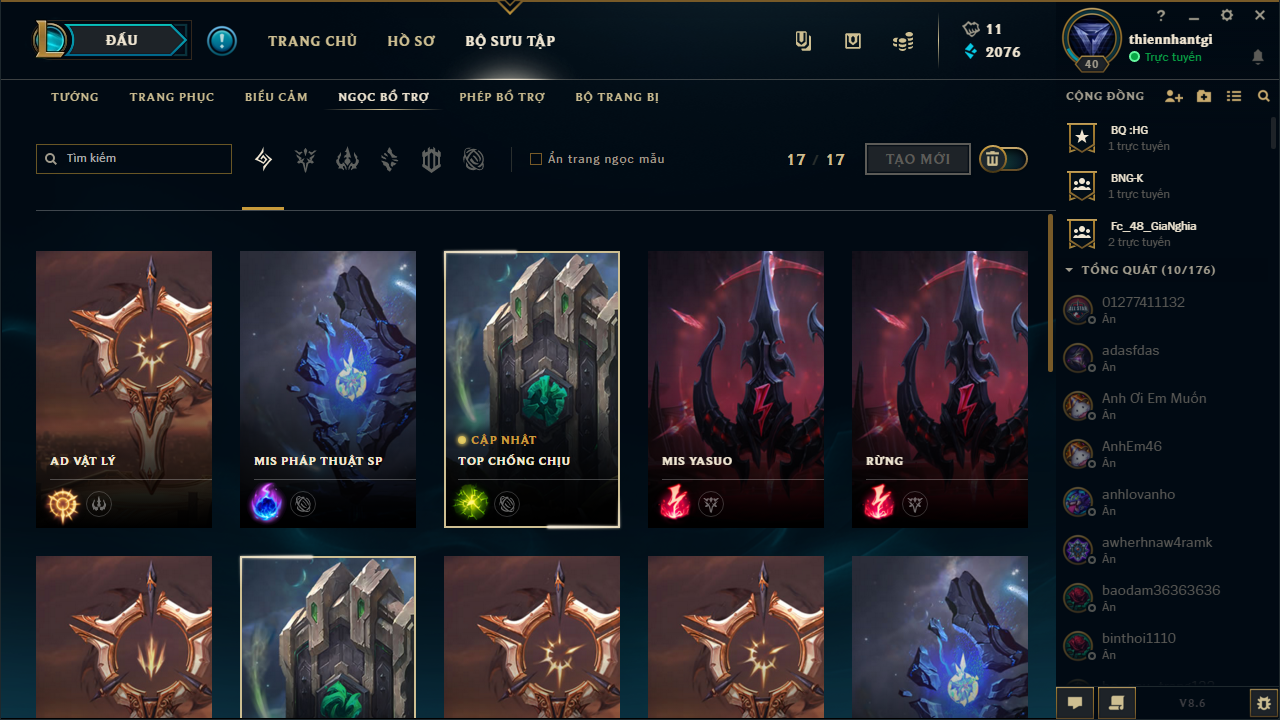 ĐẤU
TRANG CHỦ
HỒ SƠ
BỘ SƯU TẬP
11
2076
40
?
thiennhantgi
Trực tuyến
TƯỚNG
TRANG PHỤC
BIỂU CẢM
NGỌC BỔ TRỢ
PHÉP BỔ TRỢ
BỘ TRANG BỊ
CỘNG ĐỒNG
Tìm kiếm
Ẩn trang ngọc mẫu
17 / 17
TẠO MỚI
BQ :HG
1 trực tuyến
BNG-K
1 trực tuyến
Fc_48_GiaNghia
2 trực tuyến
TỔNG QUÁT (10/176)
01277411132
Ẩn
adasfdas
Ẩn
Anh Ơi Em Muốn
Ẩn
AnhEm46
Ẩn
anhlovanho
Ẩn
awherhnaw4ramk
Ẩn
baodam36363636
Ẩn
binthoi1110
Ẩn
AD VẬT LÝ
MIS PHÁP THUẬT SP
CẬP NHẬT
TOP CHỐNG CHỊU
MIS YASUO
RỪNG
V8.6